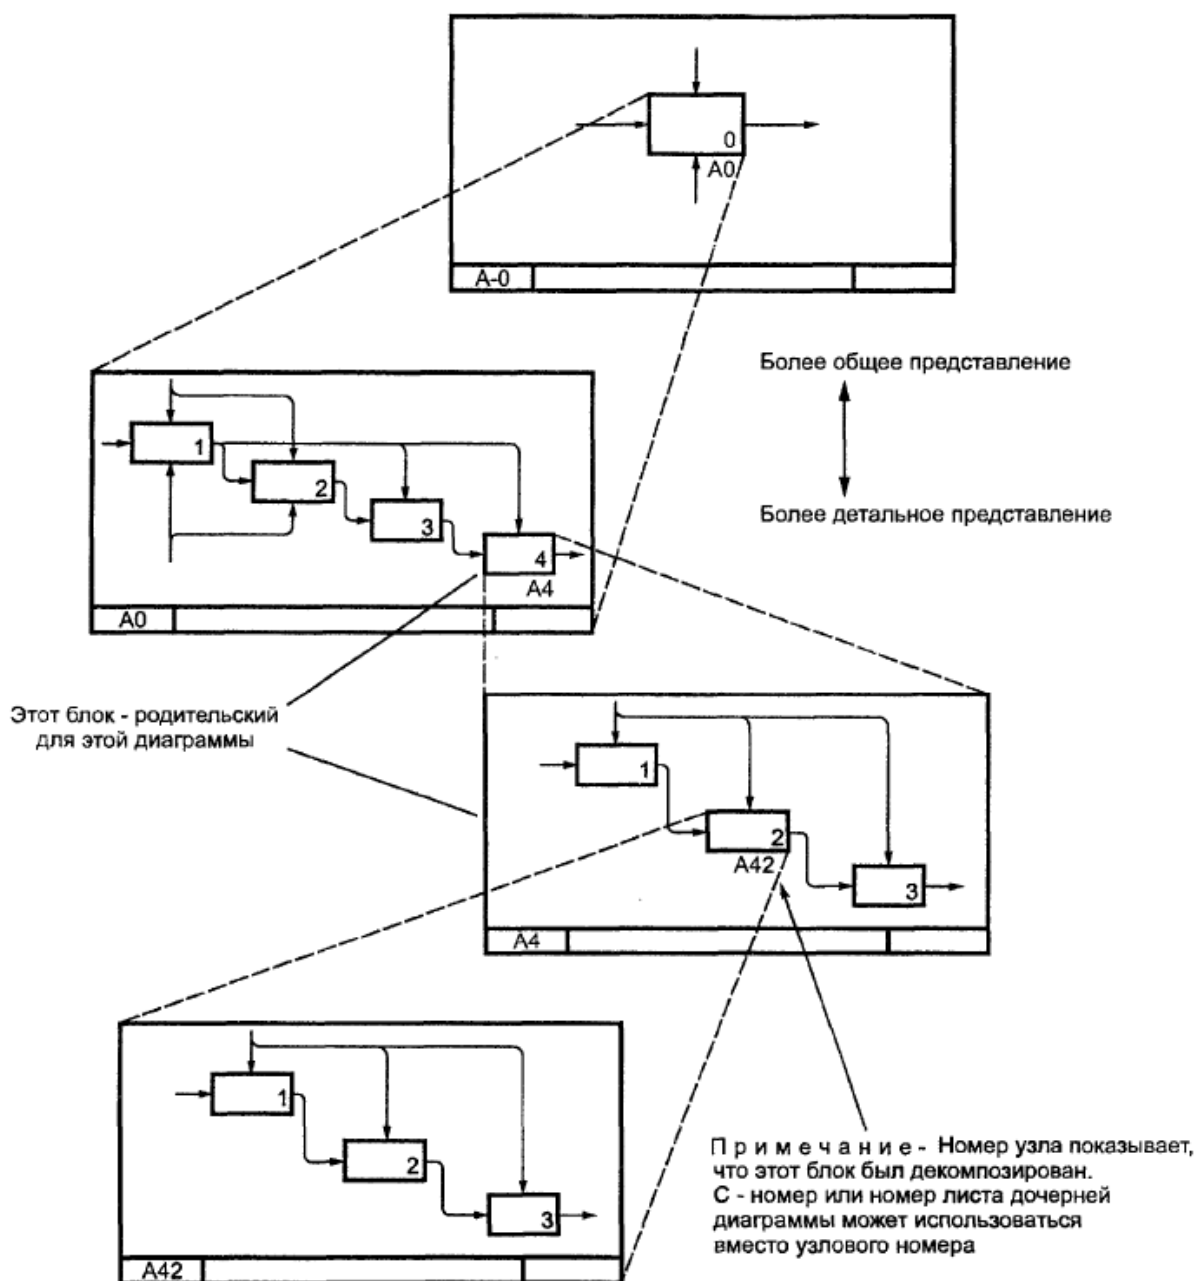 0
A0
A-0
Более общее представление
Более детальное представление
1
2
3
4
A4
A0
Этот блок - родительский
для этой диаграммы
1
2
A42
3
A4
1
2
3
A42
П р и м е ч а н и е - Номер узла показывает,
что этот блок был декомпозирован.
С - номер или номер листа дочерней
диаграммы может использоваться
вместо узлового номера